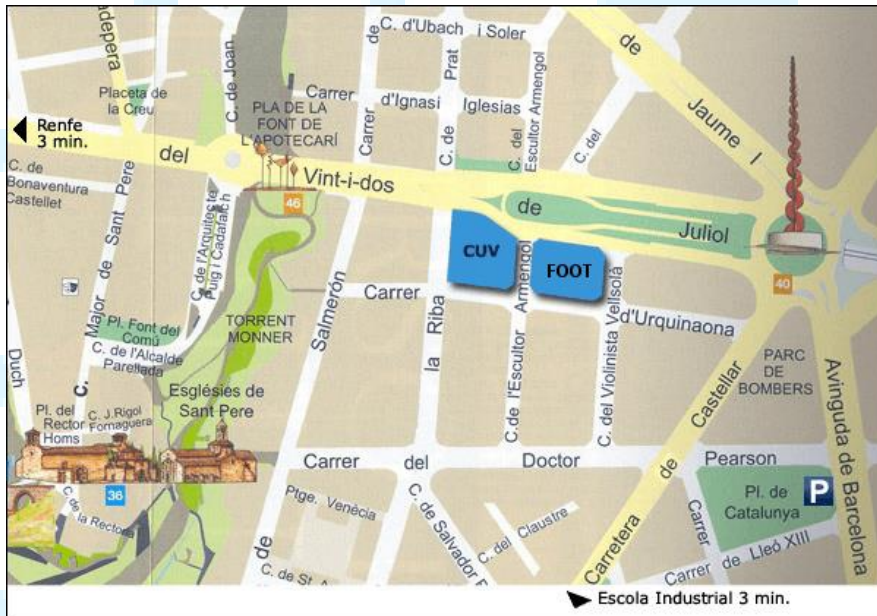 adepera
C. d'Ubach i Soler
de
Prat
C. de
Carrer
de
C. de Joan
Placeta de
la Creu
Carrer d'Ignasi Iglesias
C. del
Escultor Armengol
C. del
de
Jaume I
Renfe
3 min.
PLA DE LA
FONT DE
L'APOTECARÍ
del Vint-i-dos de Juliol
C. de
Bonaventura
Castellet
46
C. de l'Arquitecte
Puig i Cadafalch
C. Major de Sant Pere
CUV
FOOT
40
Carrer d'Urquinaona
Armengol
C.de l'Escultor
C. del Violinista Vellsolà
la Riba
Salmerón
de
TORRENT
MONNER
Pl. Font del
Comú
C. de l'Alcalde
Parellada
Duch
PARC
DE
BOMBERS
Avinguda de Barcelona
Castellar
de
Carretera
Esglésies de
Sant Pere
Pl. del
Rector
Homs
C. J.Rigol
Fornaguera
Carrer del Doctor Pearson
36
C. de la Rectoria
Ptge. Venècia
C. de Salvador
C. del Claustre
C. de St.
Pl. de
Catalunya
P
Carrer
Carrer de Lleó XIII
Escola Industrial 3 min.